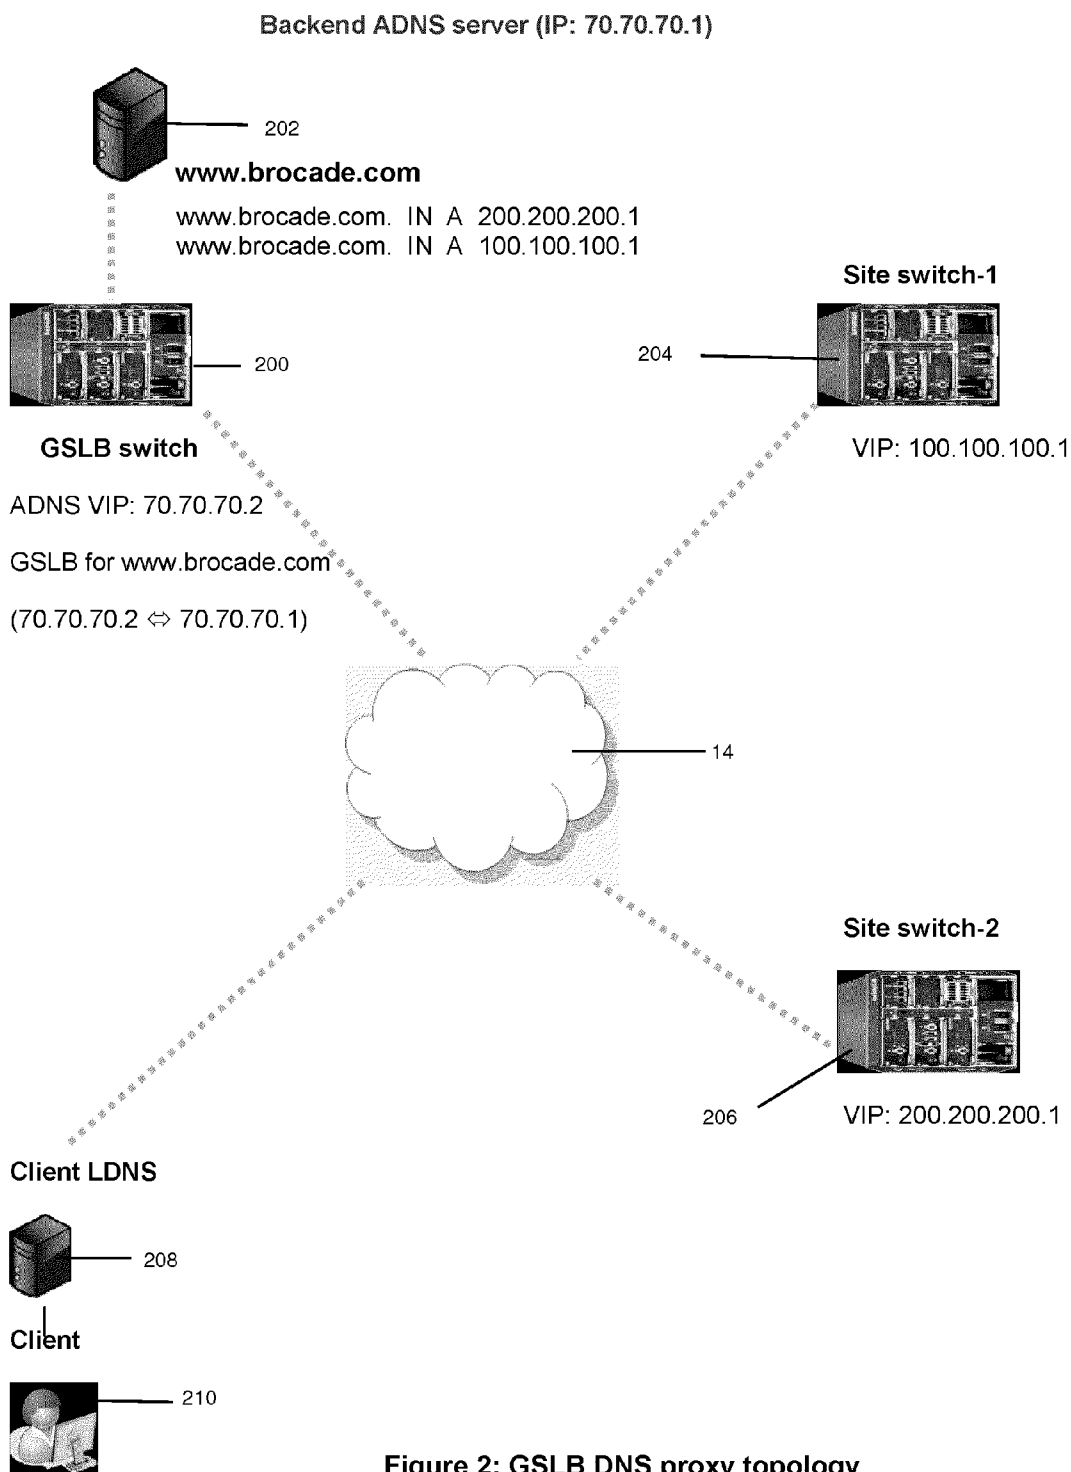 Backend ADNS server (IP: 70.70.70.1)
202
www.brocade.com
www.brocade.com. IN A 200.200.200.1
www.brocade.com. IN A 100.100.100.1
Site switch-1
200
204
GSLB switch
VIP: 100.100.100.1
ADNS VIP: 70.70.70.2
GSLB for www.brocade.com
(70.70.70.2 ⇔ 70.70.70.1)
14
Site switch-2
206
VIP: 200.200.200.1
Client LDNS
208
Client
210
Figure 2: GSLB DNS proxy topology